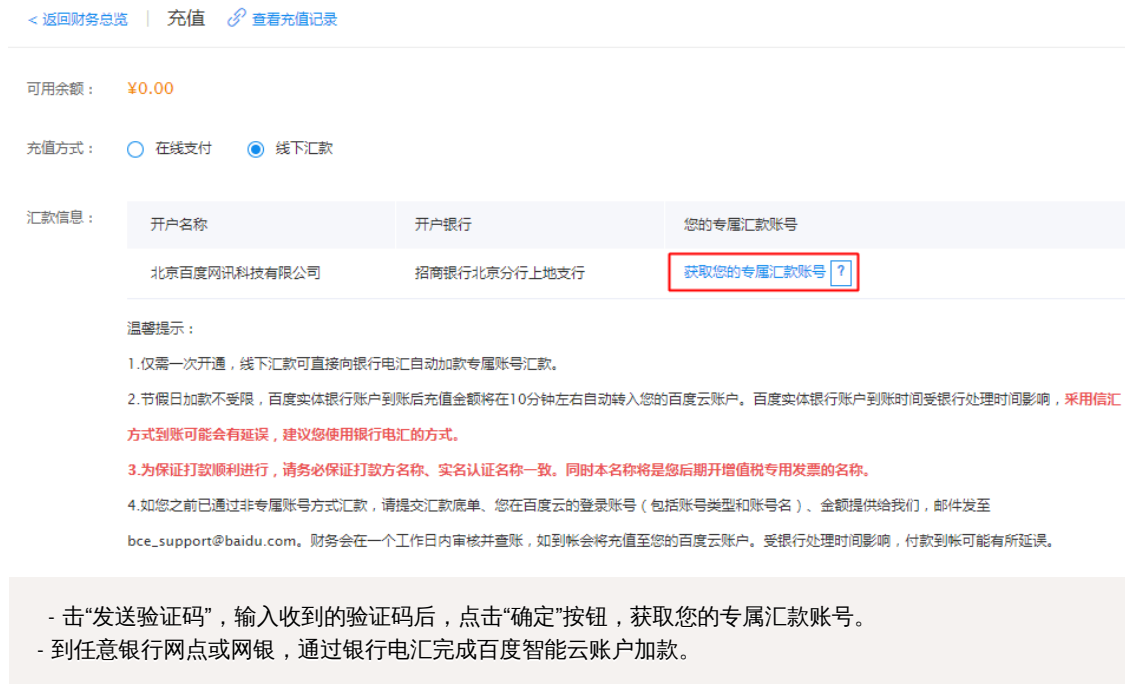 < 返回财务总览 | 充值 查看充值记录
可用余额： ¥0.00
充值方式： 在线支付 线下汇款
汇款信息： 开户名称 开户银行 您的专属汇款账号
北京百度网讯科技有限公司 招商银行北京分行上地支行 获取您的专属汇款账号 ?
温馨提示：
1.仅需一次开通，线下汇款可直接向银行电汇自动加款专属账号汇款。
2.节假日加款不受限，百度实体银行账户到账后充值金额将在10分钟左右自动转入您的百度云账户。百度实体银行账户到账时间受银行处理时间影响，采用信汇
方式到账可能会有延误，建议您使用银行电汇的方式。
3.为保证打款顺利进行，请务必保证打款方名称、实名认证名称一致。同时本名称将是您后期开增值税专用发票的名称。
4.如您之前已通过非专属账号方式汇款，请提交汇款底单、您在百度云的登录账号（包括账号类型和账号名）、金额提供给我们，邮件发至
bce_support@baidu.com。财务会在一个工作日内审核并查账，如到帐会将充值至您的百度云账户。受银行处理时间影响，付款到帐可能有所延误。
- 击“发送验证码”，输入收到的验证码后，点击“确定”按钮，获取您的专属汇款账号。
- 到任意银行网点或网银，通过银行电汇完成百度智能云账户加款。